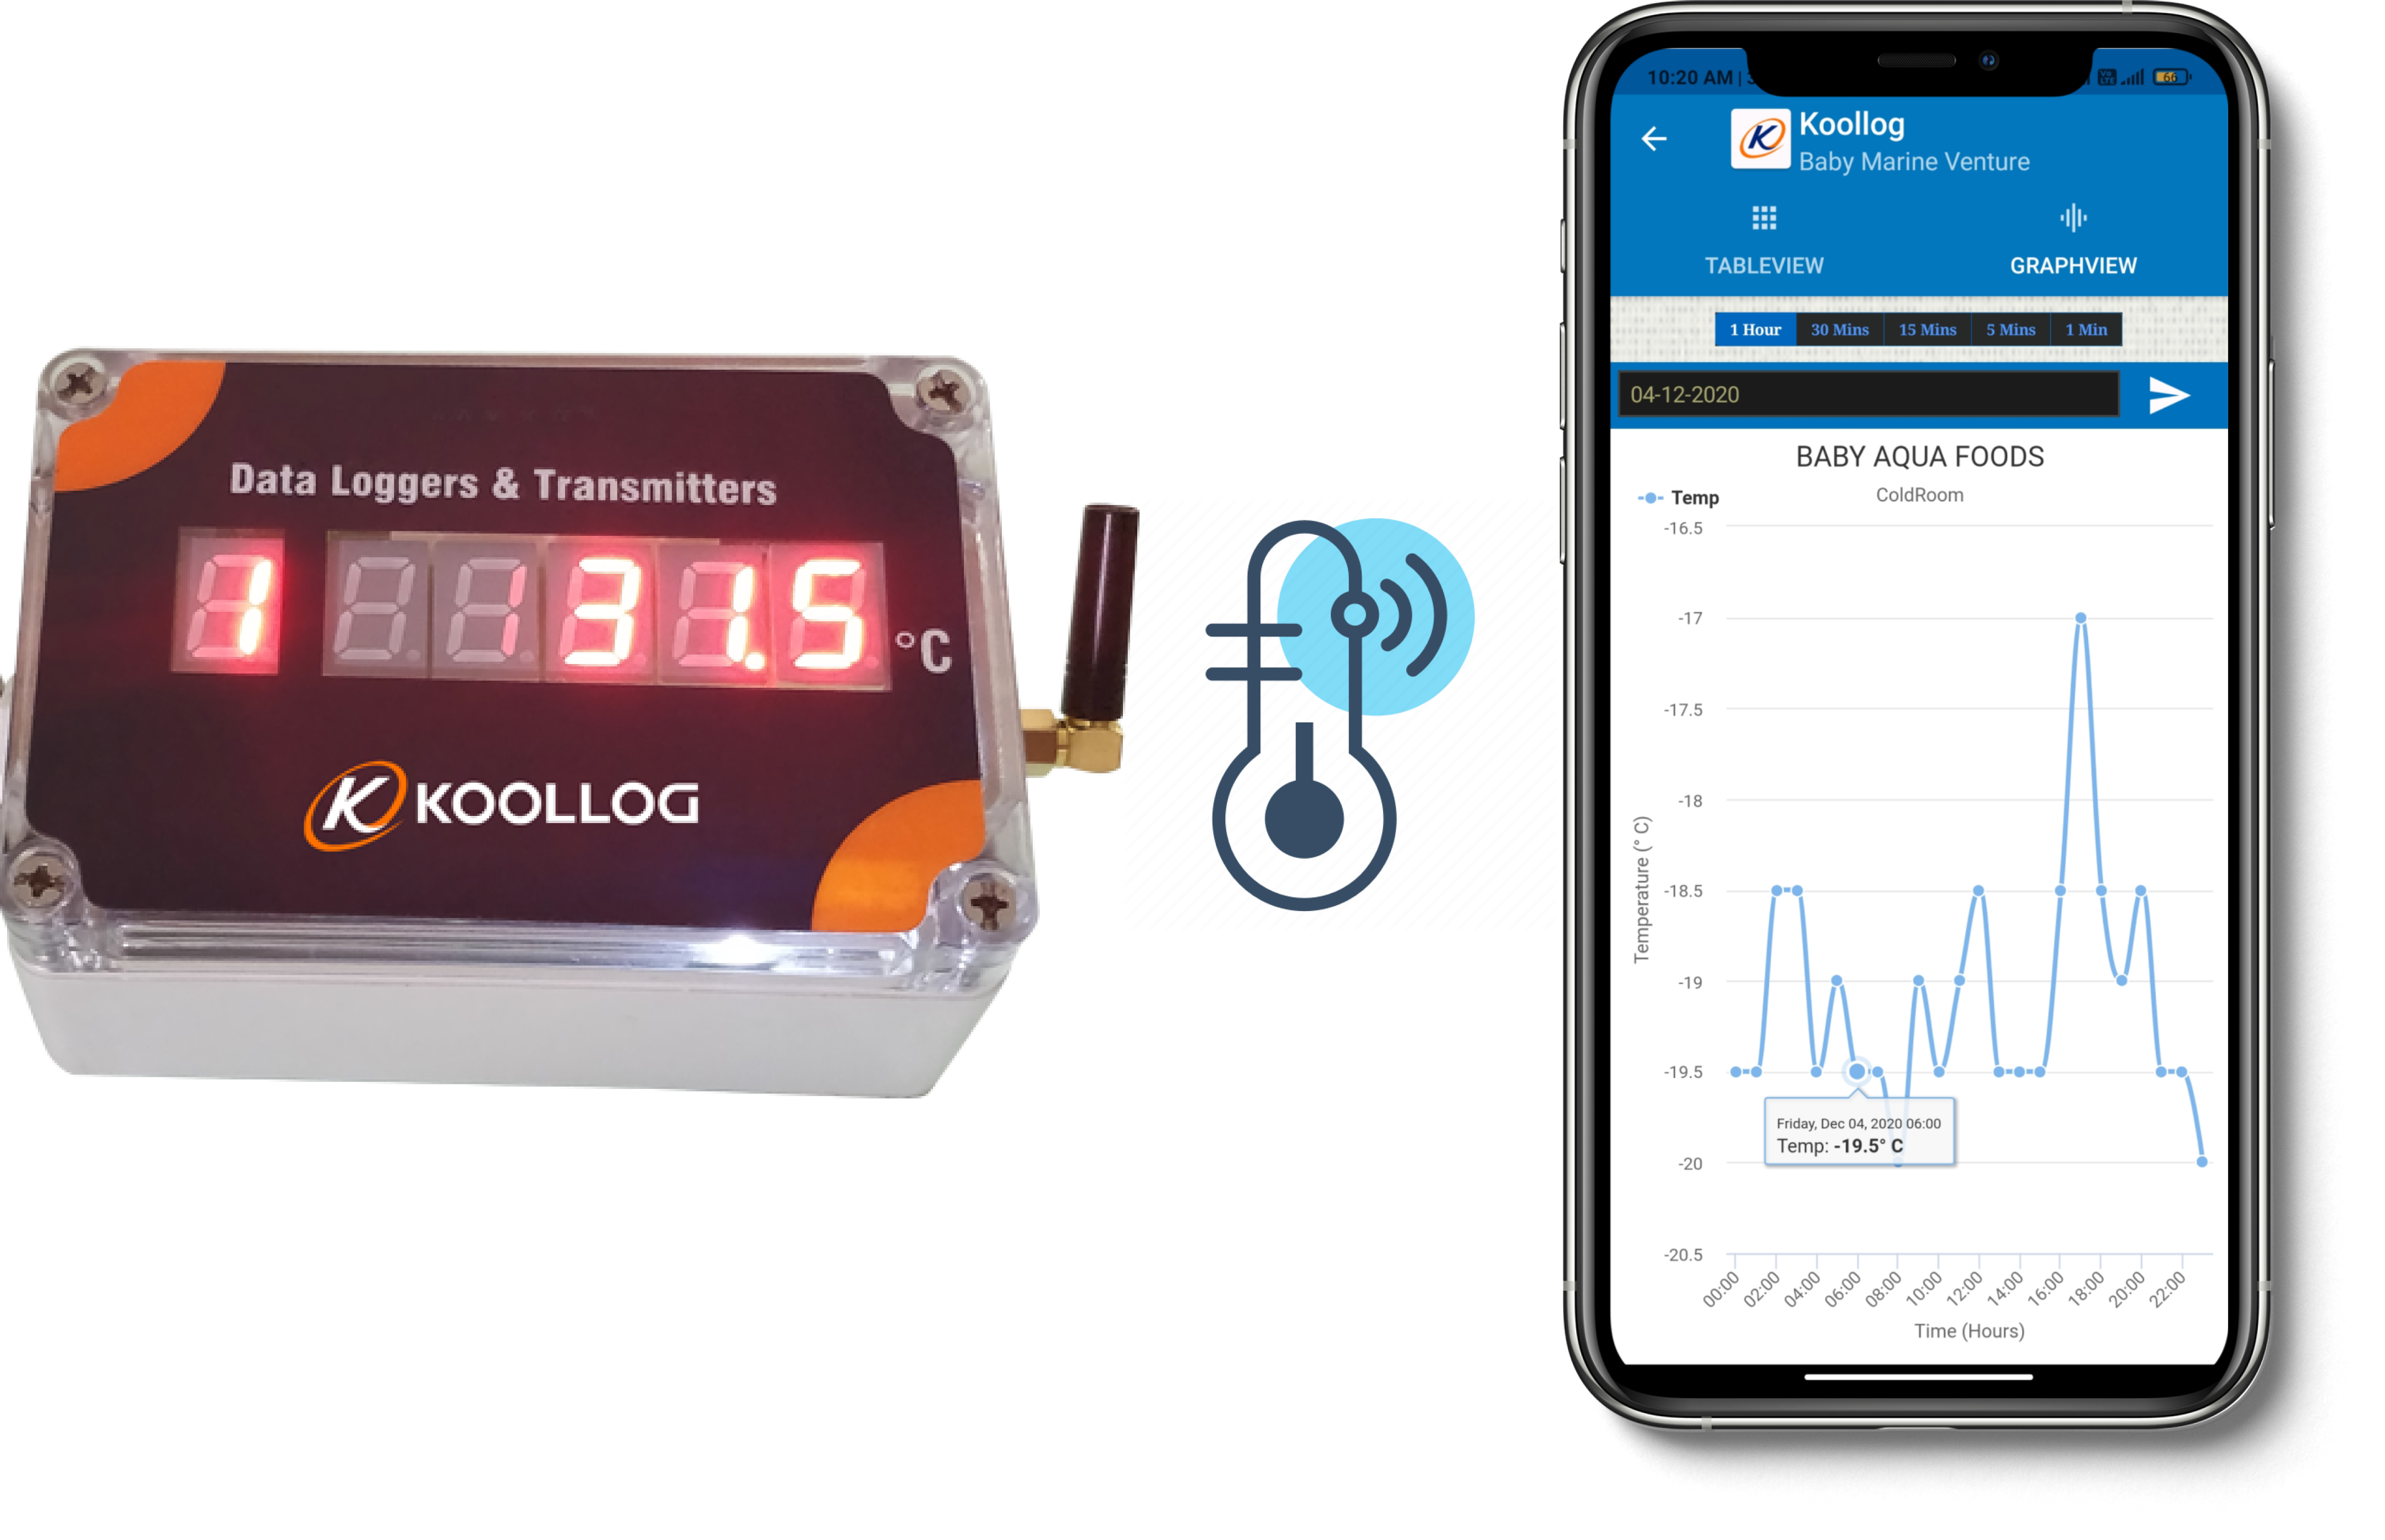 Data Loggers & Transmitters
1 31.5 °C
K KOOLLOG
10:20 AM |
66
K Koollog
Baby Marine Venture
TABLEVIEW GRAPHVIEW
1 Hour 30 Mins 15 Mins 5 Mins 1 Min
04-12-2020
BABY AQUA FOODS
Temp
ColdRoom
-16.5
-17
-17.5
-18
-18.5
-19
-19.5
-20
-20.5
Temperature (° C)
Friday, Dec 04, 2020 06:00
Temp: -19.5° C
00:00 02:00 04:00 06:00 08:00 10:00 12:00 14:00 16:00 18:00 20:00 22:00
Time (Hours)